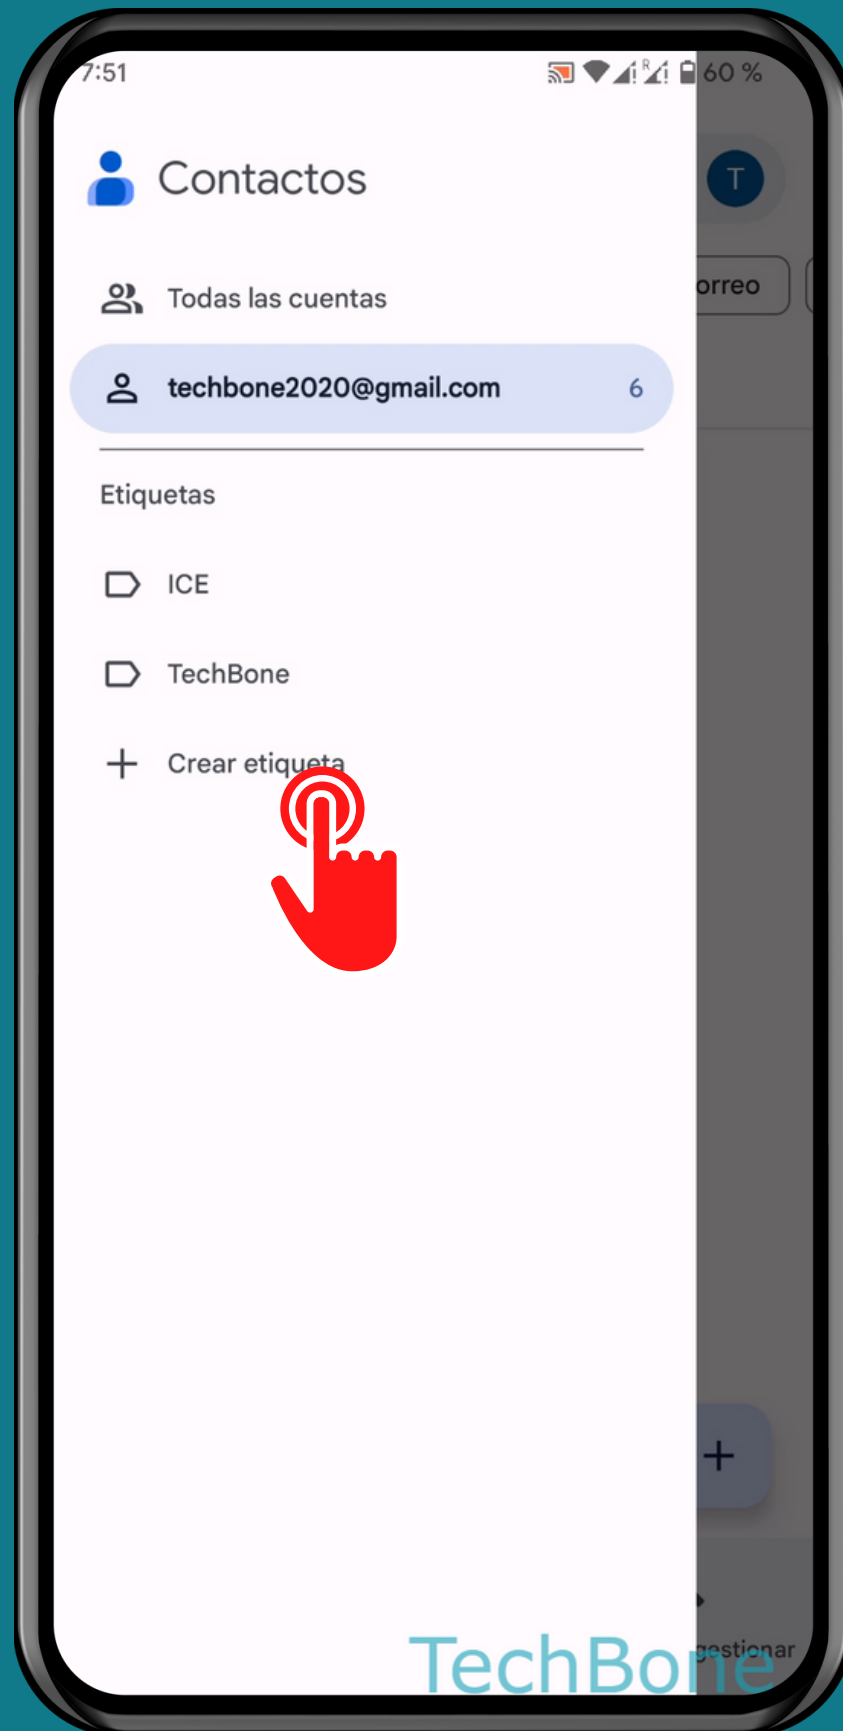 7:51
R
60 %
Contactos
T
Todas las cuentas
orreo
techbone2020@gmail.com 6
Etiquetas
ICE
TechBone
Crear etiqueta
gestionar
TechBone